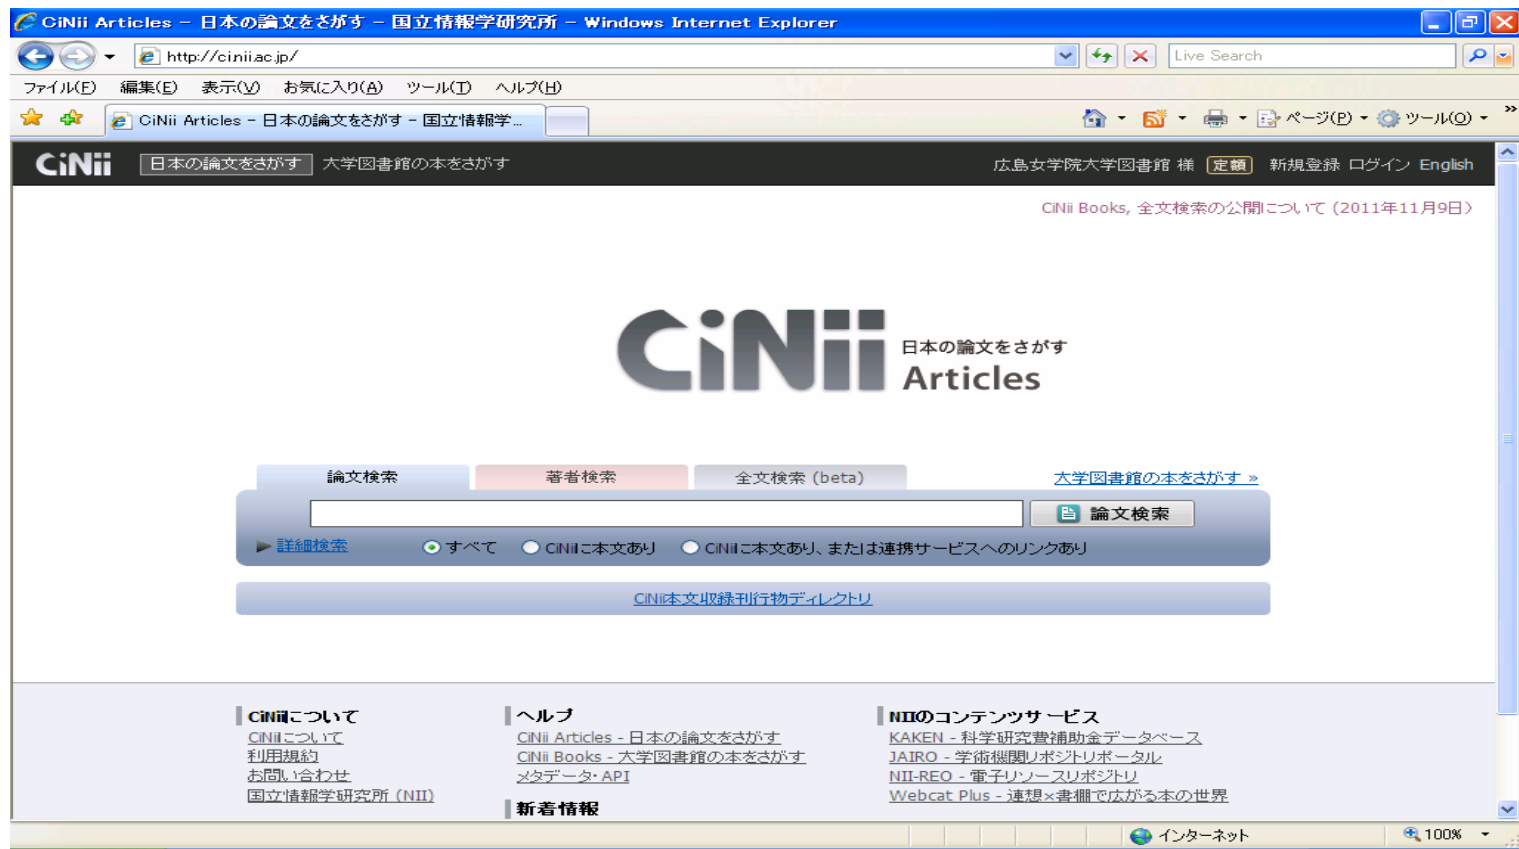 CiNii Articles - 日本の論文をさがす - 国立情報学研究所 - Windows Internet Explorer
http://ci.nii.ac.jp/
Live Search
ファイル(F) 編集(E) 表示(V) お気に入り(A) ツール(T) ヘルプ(H)
CiNii Articles - 日本の論文をさがす - 国立情報学...
ページ(P) ツール(O) »
CiNii 日本の論文をさがす 大学図書館の本をさがす 広島女学院大学図書館 様 定額 新規登録 ログイン English
CiNii Books, 全文検索の公開について (2011年11月9日)
CiNii 日本の論文をさがす
Articles
論文検索 著者検索 全文検索 (beta) 大学図書館の本をさがす »
論文検索
詳細検索 すべて CiNiiに本文あり CiNiiに本文あり、または連携サービスへのリンクあり
CiNii本文収録刊行物ディレクトリ
CiNiiについて
CiNiiについて
利用規約
お問い合わせ
国立情報学研究所 (NII)
ヘルプ
CiNii Articles - 日本の論文をさがす
CiNii Books - 大学図書館の本をさがす
メタデータ・API
新着情報
NIIのコンテンツサービス
KAKEN - 科学研究費補助金データベース
JAIRO - 学術機関リポジトリポータル
NII-REO - 電子リソースリポジトリ
Webcat Plus - 連想×書棚で広がる本の世界
インターネット 100%